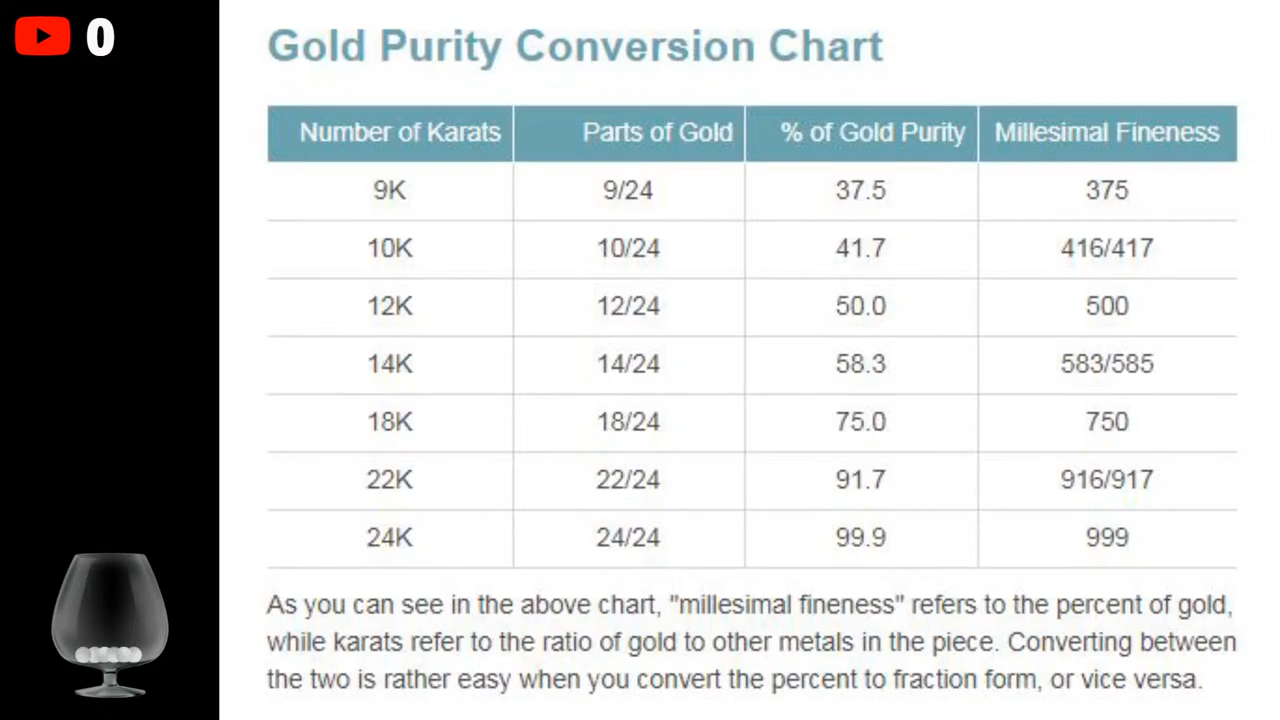 0
Gold Purity Conversion Chart
Number of Karats Parts of Gold % of Gold Purity Millesimal Fineness
9K 9/24 37.5 375
10K 10/24 41.7 416/417
12K 12/24 50.0 500
14K 14/24 58.3 583/585
18K 18/24 75.0 750
22K 22/24 91.7 916/917
24K 24/24 99.9 999
As you can see in the above chart, "millesimal fineness" refers to the percent of gold,
while karats refer to the ratio of gold to other metals in the piece. Converting between
the two is rather easy when you convert the percent to fraction form, or vice versa.